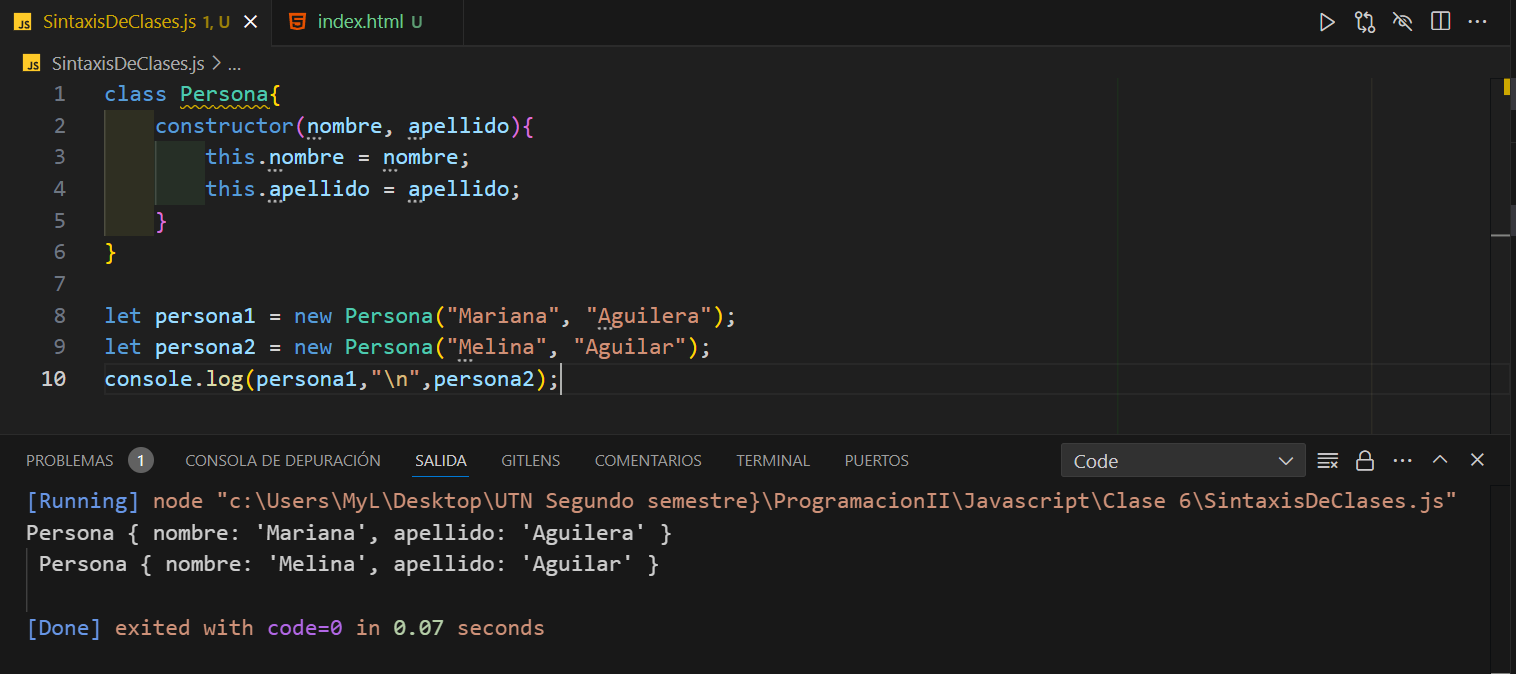 JS SintaxisDeClases.js 1, U index.html U
JS SintaxisDeClases.js > ...
1 class Persona{
2     constructor(nombre, apellido){
3         this.nombre = nombre;
4         this.apellido = apellido;
5     }
6 }
7
8 let persona1 = new Persona("Mariana", "Aguilera");
9 let persona2 = new Persona("Melina", "Aguilar");
10 console.log(persona1,"\n",persona2);
PROBLEMAS 1 CONSOLA DE DEPURACIÓN SALIDA GITLENS COMENTARIOS TERMINAL PUERTOS Code
[Running] node "c:\Users\MyL\Desktop\UTN Segundo semestre}\ProgramacionII\Javascript\Clase 6\SintaxisDeClases.js"
Persona { nombre: 'Mariana', apellido: 'Aguilera' }
 Persona { nombre: 'Melina', apellido: 'Aguilar' }
[Done] exited with code=0 in 0.07 seconds